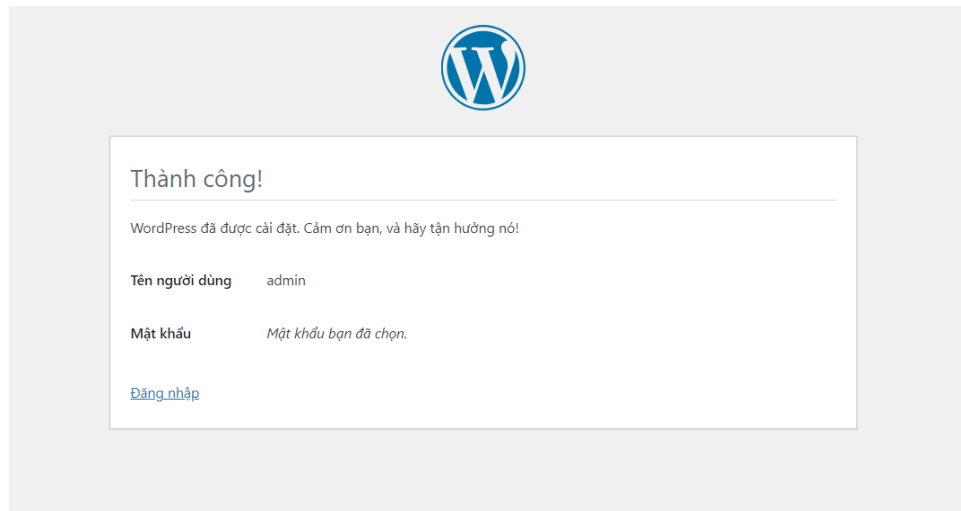 Thành công!
WordPress đã được cài đặt. Cảm ơn bạn, và hãy tận hưởng nó!
Tên người dùng admin
Mật khẩu Mật khẩu bạn đã chọn.
Đăng nhập